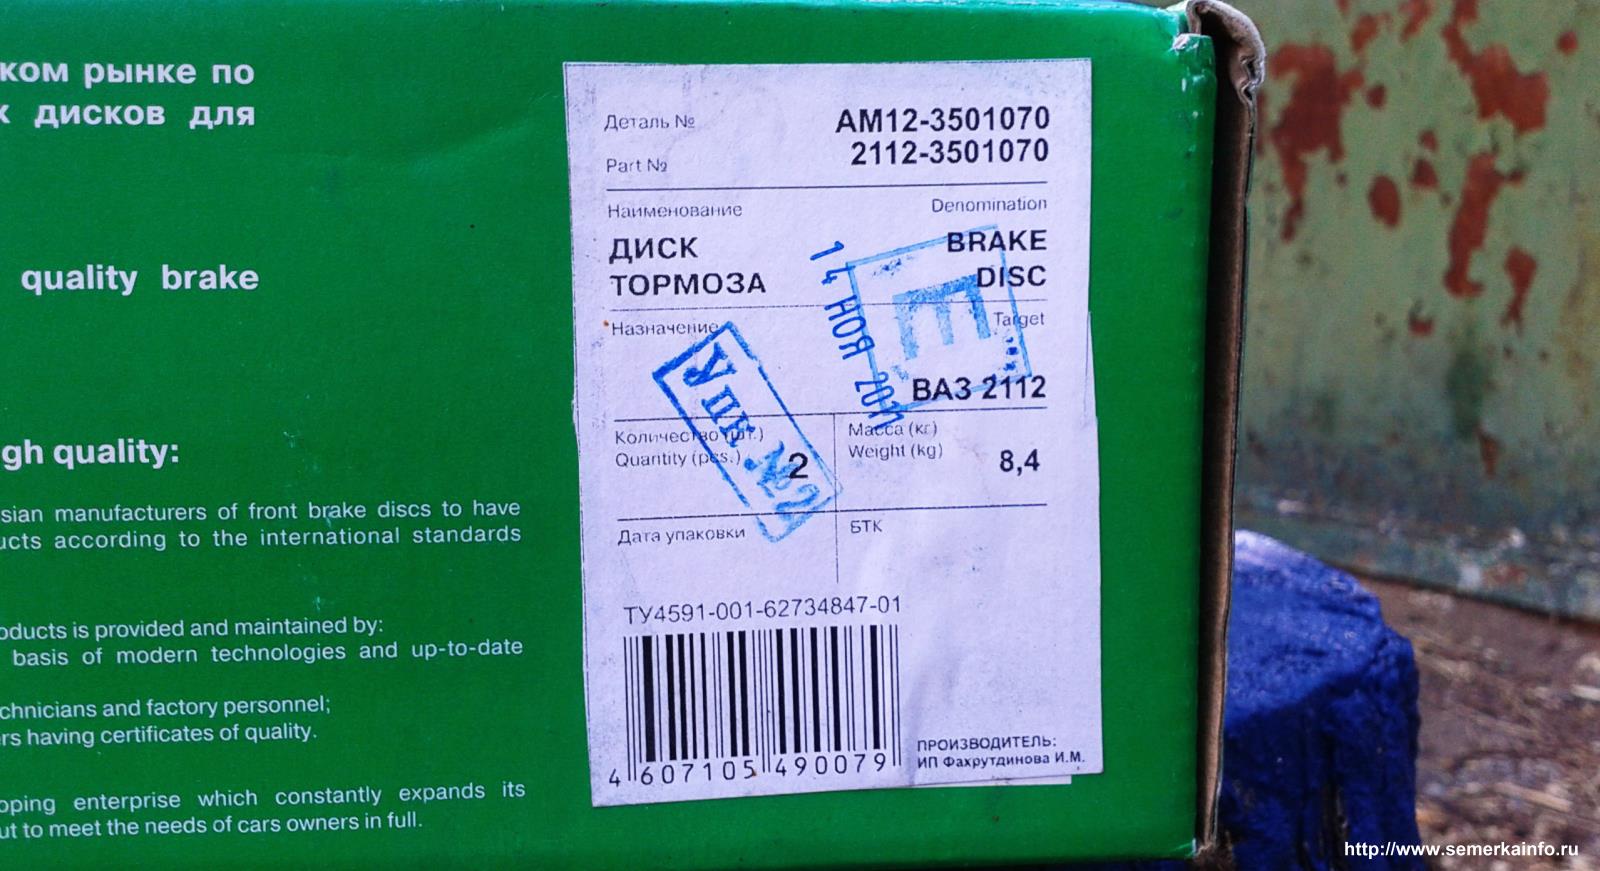 ком рынке по
к дисков для
quality brake
gh quality:
sian manufacturers of front brake discs to have
ucts according to the international standards
oducts is provided and maintained by:
basis of modern technologies and up-to-date
chnicians and factory personnel;
rs having certificates of quality.
oping enterprise which constantly expands its
ut to meet the needs of cars owners in full.
Деталь №
АМ12-3501070
Part №
2112-3501070
Наименование
Denomination
ДИСК
BRAKE
ТОРМОЗА
DISC
Назначение
Target
ВАЗ 2112
14 НОЯ 2011
Упк №2
Количество (шт.)
Quantity (pcs.)
2
Масса (кг)
Weight (kg)
8,4
Дата упаковки
БТК
ТУ4591-001-62734847-01
4 607105 490079
ПРОИЗВОДИТЕЛЬ:
ИП Фахрутдинова И.М.
http://www.semerkainfo.ru